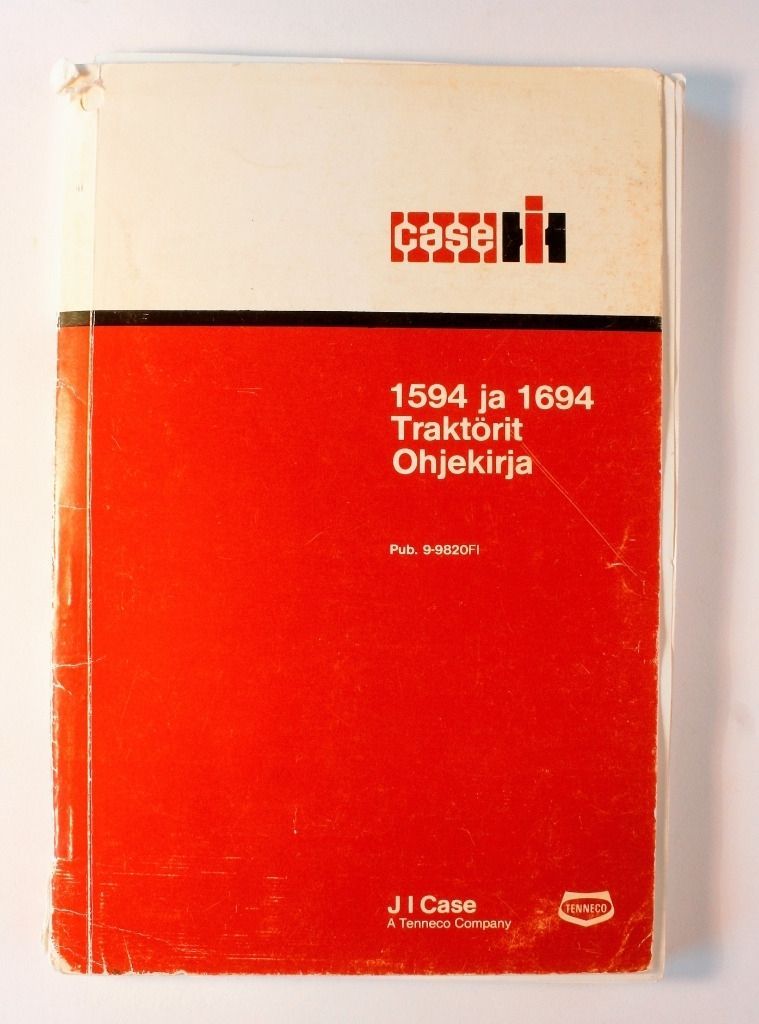 case IH
1594 ja 1694
Traktörit
Ohjekirja
Pub. 9-9820FI
J I Case
A Tenneco Company
TENNECO